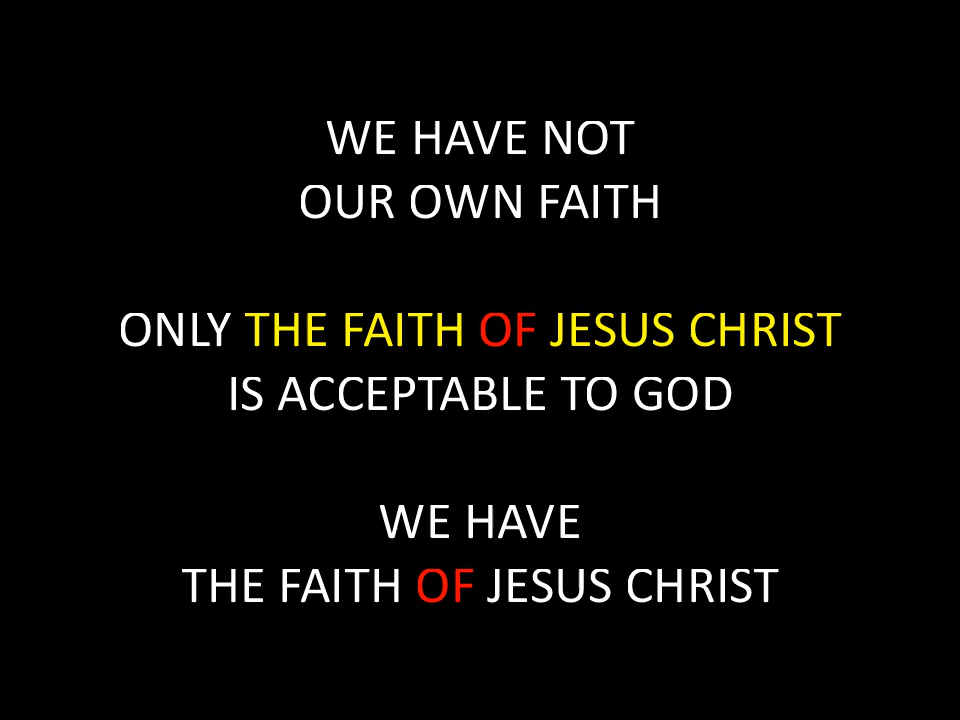 WE HAVE NOT
OUR OWN FAITH
ONLY THE FAITH OF JESUS CHRIST
IS ACCEPTABLE TO GOD
WE HAVE
THE FAITH OF JESUS CHRIST